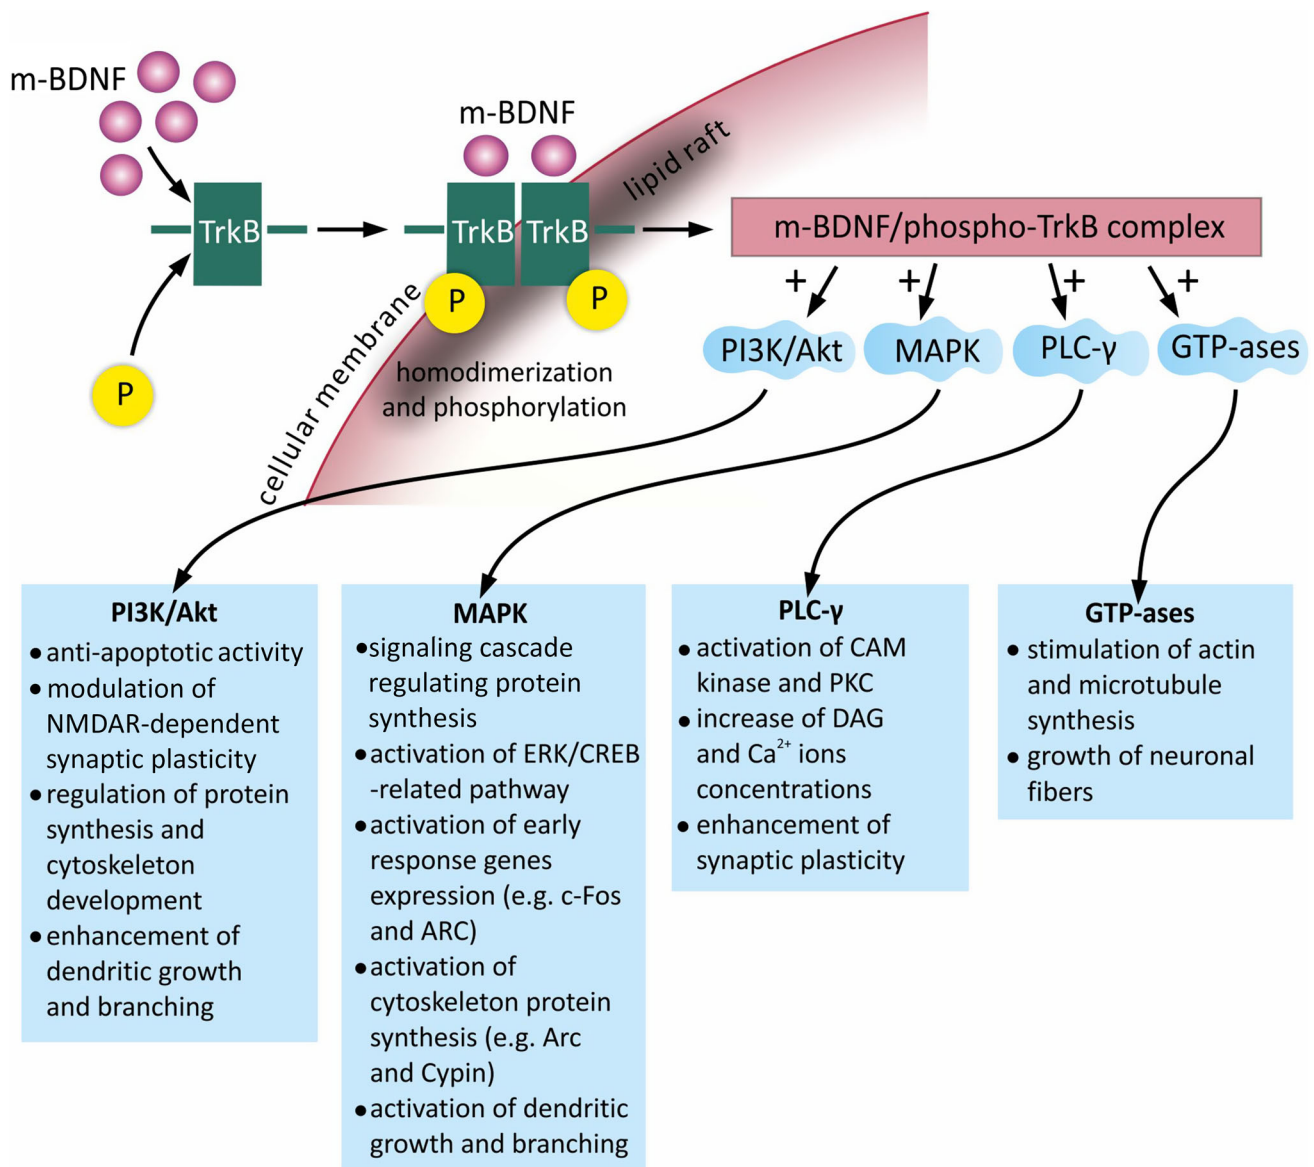 m-BDNF
TrkB
P
m-BDNF
TrkB
TrkB
P
P
lipid raft
cellular membrane
homodimerization
and phosphorylation
m-BDNF/phospho-TrkB complex
+
+
+
+
PI3K/Akt
MAPK
PLC-γ
GTP-ases
PI3K/Akt
●anti-apoptotic activity
●modulation of
NMDAR-dependent
synaptic plasticity
●regulation of protein
synthesis and
cytoskeleton
development
●enhancement of
dendritic growth
and branching
MAPK
●signaling cascade
regulating protein
synthesis
●activation of ERK/CREB
-related pathway
●activation of early
response genes
expression (e.g. c-Fos
and ARC)
●activation of
cytoskeleton protein
synthesis (e.g. Arc
and Cypin)
●activation of dendritic
growth and branching
PLC-γ
● activation of CAM
kinase and PKC
●increase of DAG
and Ca²⁺ ions
concentrations
● enhancement of
synaptic plasticity
GTP-ases
● stimulation of actin
and microtubule
synthesis
● growth of neuronal
fibers